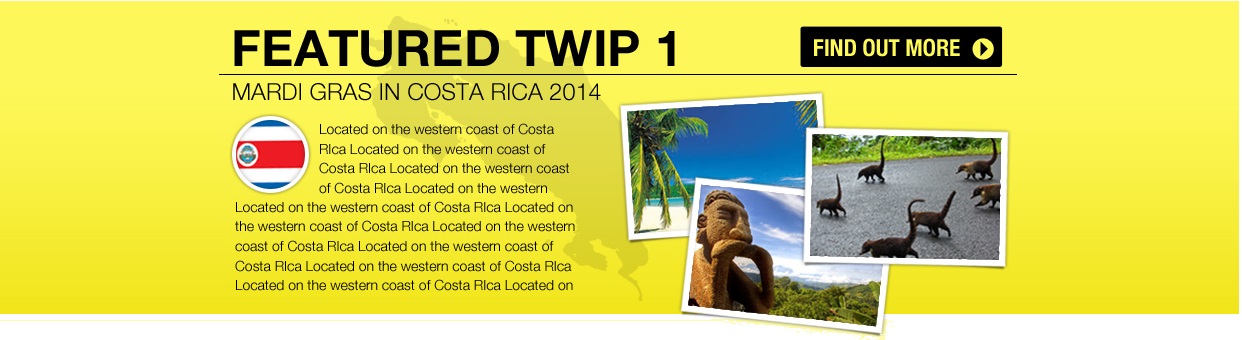 FEATURED TWIP 1
FIND OUT MORE
MARDI GRAS IN COSTA RICA 2014
Located on the western coast of Costa
RIca Located on the western coast of
Costa RIca Located on the western coast
of Costa RIca Located on the western
Located on the western coast of Costa RIca Located on
the western coast of Costa RIca Located on the western
coast of Costa RIca Located on the western coast of
Costa RIca Located on the western coast of Costa RIca
Located on the western coast of Costa RIca Located on